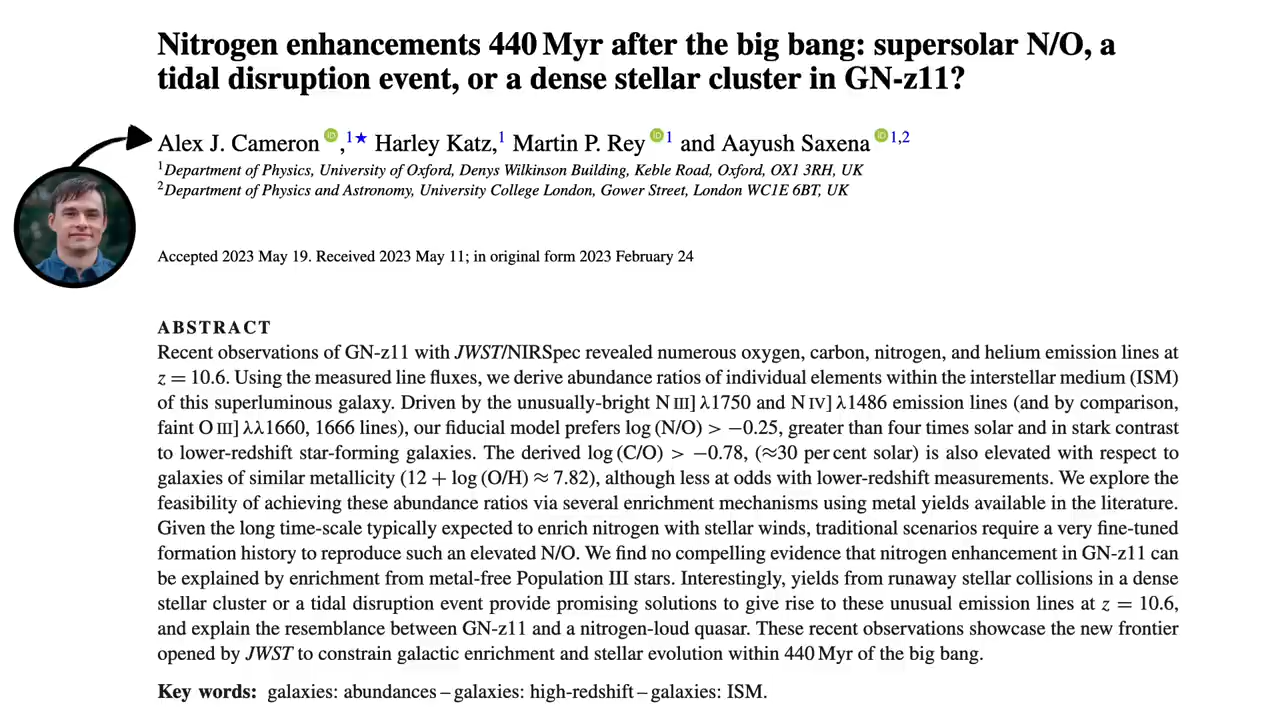 Nitrogen enhancements 440 Myr after the big bang: supersolar N/O, a
tidal disruption event, or a dense stellar cluster in GN-z11?
Alex J. Cameron iD,1★ Harley Katz,1 Martin P. Rey iD1 and Aayush Saxena iD1,2
1Department of Physics, University of Oxford, Denys Wilkinson Building, Keble Road, Oxford, OX1 3RH, UK
2Department of Physics and Astronomy, University College London, Gower Street, London WC1E 6BT, UK
Accepted 2023 May 19. Received 2023 May 11; in original form 2023 February 24
ABSTRACT
Recent observations of GN-z11 with JWST/NIRSpec revealed numerous oxygen, carbon, nitrogen, and helium emission lines at
z = 10.6. Using the measured line fluxes, we derive abundance ratios of individual elements within the interstellar medium (ISM)
of this superluminous galaxy. Driven by the unusually-bright N III] λ1750 and N IV] λ1486 emission lines (and by comparison,
faint O III] λλ1660, 1666 lines), our fiducial model prefers log (N/O) > −0.25, greater than four times solar and in stark contrast
to lower-redshift star-forming galaxies. The derived log (C/O) > −0.78, (≈30 per cent solar) is also elevated with respect to
galaxies of similar metallicity (12 + log (O/H) ≈ 7.82), although less at odds with lower-redshift measurements. We explore the
feasibility of achieving these abundance ratios via several enrichment mechanisms using metal yields available in the literature.
Given the long time-scale typically expected to enrich nitrogen with stellar winds, traditional scenarios require a very fine-tuned
formation history to reproduce such an elevated N/O. We find no compelling evidence that nitrogen enhancement in GN-z11 can
be explained by enrichment from metal-free Population III stars. Interestingly, yields from runaway stellar collisions in a dense
stellar cluster or a tidal disruption event provide promising solutions to give rise to these unusual emission lines at z = 10.6,
and explain the resemblance between GN-z11 and a nitrogen-loud quasar. These recent observations showcase the new frontier
opened by JWST to constrain galactic enrichment and stellar evolution within 440 Myr of the big bang.
Key words: galaxies: abundances – galaxies: high-redshift – galaxies: ISM.